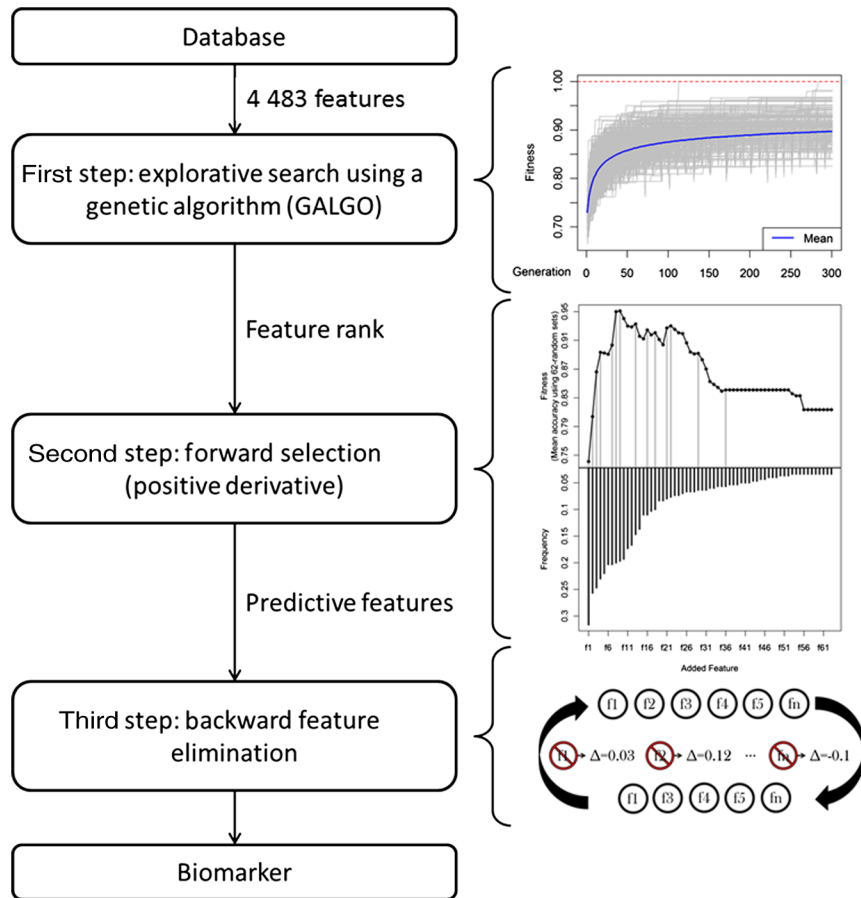 Database
4 483 features
First step: explorative search using a
genetic algorithm (GALGO)
Feature rank
Second step: forward selection
(positive derivative)
Predictive features
Third step: backward feature
elimination
Biomarker
Fitness
1.00
0.90
0.80
0.70
Mean
Generation
0 50 100 150 200 250 300
Fitness
(Mean accuracy using 62-random sets)
0.95
0.91
0.87
0.83
0.79
0.75
Frequency
0.05
0.1
0.15
0.2
0.25
0.3
f1 f6 f11 f16 f21 f26 f31 f36 f41 f46 f51 f56 f61
Added Feature
f1 f2 f3 f4 f5 fn
f1 Δ=0.03 f2 Δ=0.12 ... fn Δ=-0.1
f1 f3 f4 f5 fn